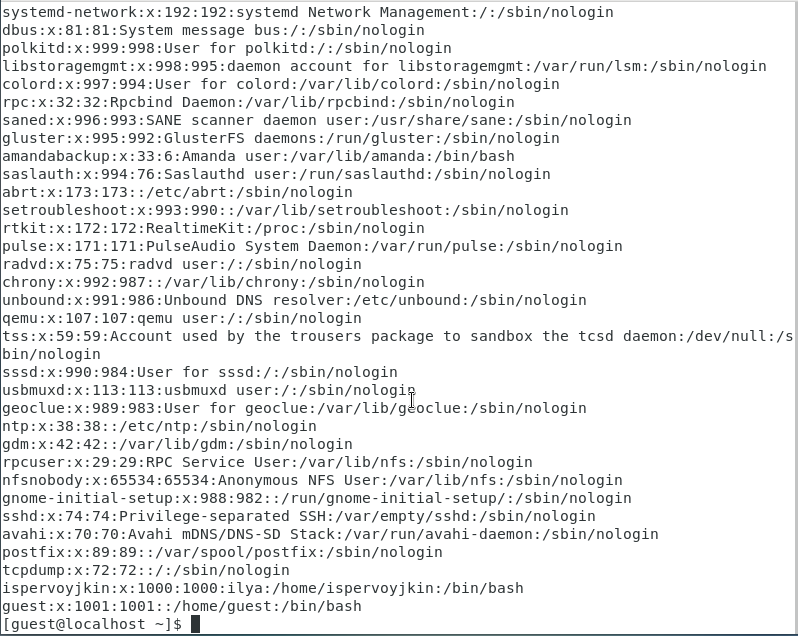 systemd-network:x:192:192:systemd Network Management:/:/sbin/nologin
dbus:x:81:81:System message bus:/:/sbin/nologin
polkitd:x:999:998:User for polkitd:/:/sbin/nologin
libstoragemgmt:x:998:995:daemon account for libstoragemgmt:/var/run/lsm:/sbin/nologin
colord:x:997:994:User for colord:/var/lib/colord:/sbin/nologin
rpc:x:32:32:Rpcbind Daemon:/var/lib/rpcbind:/sbin/nologin
saned:x:996:993:SANE scanner daemon user:/usr/share/sane:/sbin/nologin
gluster:x:995:992:GlusterFS daemons:/run/gluster:/sbin/nologin
amandabackup:x:33:6:Amanda user:/var/lib/amanda:/bin/bash
saslauth:x:994:76:Saslauthd user:/run/saslauthd:/sbin/nologin
abrt:x:173:173::/etc/abrt:/sbin/nologin
setroubleshoot:x:993:990::/var/lib/setroubleshoot:/sbin/nologin
rtkit:x:172:172:RealtimeKit:/proc:/sbin/nologin
pulse:x:171:171:PulseAudio System Daemon:/var/run/pulse:/sbin/nologin
radvd:x:75:75:radvd user:/:/sbin/nologin
chrony:x:992:987::/var/lib/chrony:/sbin/nologin
unbound:x:991:986:Unbound DNS resolver:/etc/unbound:/sbin/nologin
qemu:x:107:107:qemu user:/:/sbin/nologin
tss:x:59:59:Account used by the trousers package to sandbox the tcsd daemon:/dev/null:/s
bin/nologin
sssd:x:990:984:User for sssd:/:/sbin/nologin
usbmuxd:x:113:113:usbmuxd user:/:/sbin/nologin
geoclue:x:989:983:User for geoclue:/var/lib/geoclue:/sbin/nologin
ntp:x:38:38::/etc/ntp:/sbin/nologin
gdm:x:42:42::/var/lib/gdm:/sbin/nologin
rpcuser:x:29:29:RPC Service User:/var/lib/nfs:/sbin/nologin
nfsnobody:x:65534:65534:Anonymous NFS User:/var/lib/nfs:/sbin/nologin
gnome-initial-setup:x:988:982::/run/gnome-initial-setup/:/sbin/nologin
sshd:x:74:74:Privilege-separated SSH:/var/empty/sshd:/sbin/nologin
avahi:x:70:70:Avahi mDNS/DNS-SD Stack:/var/run/avahi-daemon:/sbin/nologin
postfix:x:89:89::/var/spool/postfix:/sbin/nologin
tcpdump:x:72:72::/:/sbin/nologin
ispervoyjkin:x:1000:1000:ilya:/home/ispervoyjkin:/bin/bash
guest:x:1001:1001::/home/guest:/bin/bash
[guest@localhost ~]$